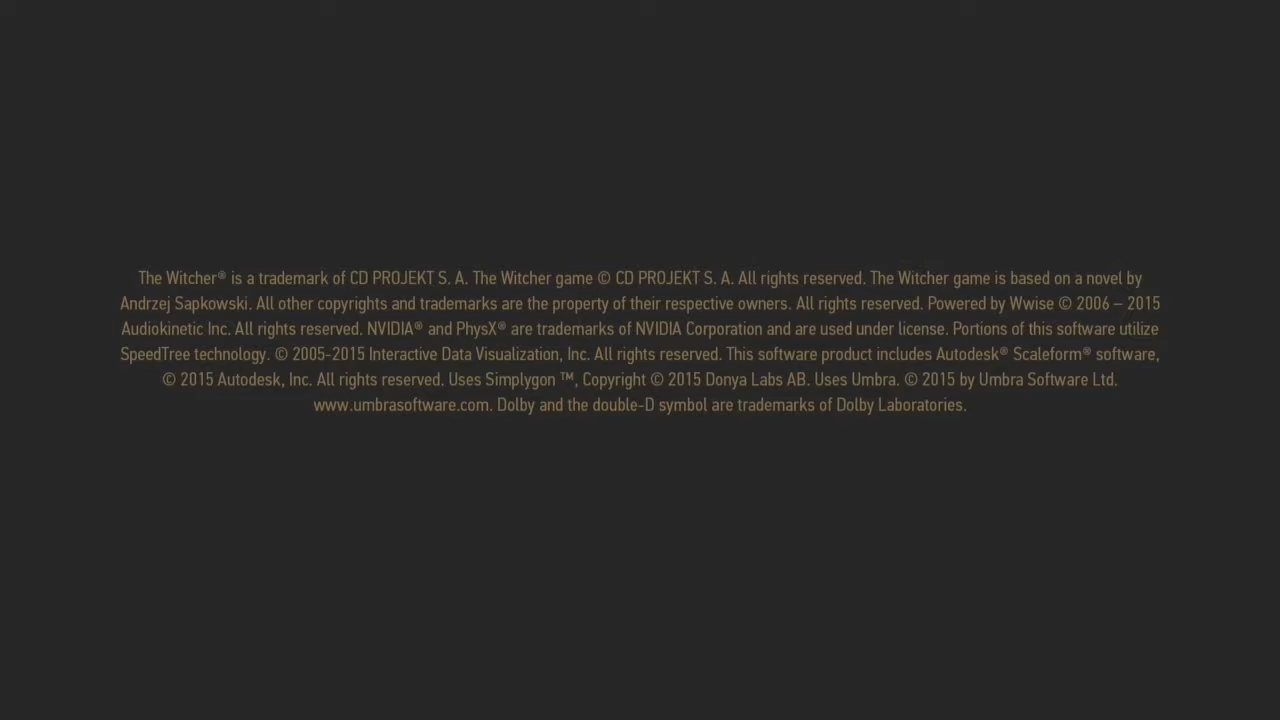 The Witcher® is a trademark of CD PROJEKT S. A. The Witcher game © CD PROJEKT S. A. All rights reserved. The Witcher game is based on a novel by
Andrzej Sapkowski. All other copyrights and trademarks are the property of their respective owners. All rights reserved. Powered by Wwise © 2006 – 2015
Audiokinetic Inc. All rights reserved. NVIDIA® and PhysX® are trademarks of NVIDIA Corporation and are used under license. Portions of this software utilize
SpeedTree technology. © 2005-2015 Interactive Data Visualization, Inc. All rights reserved. This software product includes Autodesk® Scaleform® software,
© 2015 Autodesk, Inc. All rights reserved. Uses Simplygon ™, Copyright © 2015 Donya Labs AB. Uses Umbra. © 2015 by Umbra Software Ltd.
www.umbrasoftware.com. Dolby and the double-D symbol are trademarks of Dolby Laboratories.